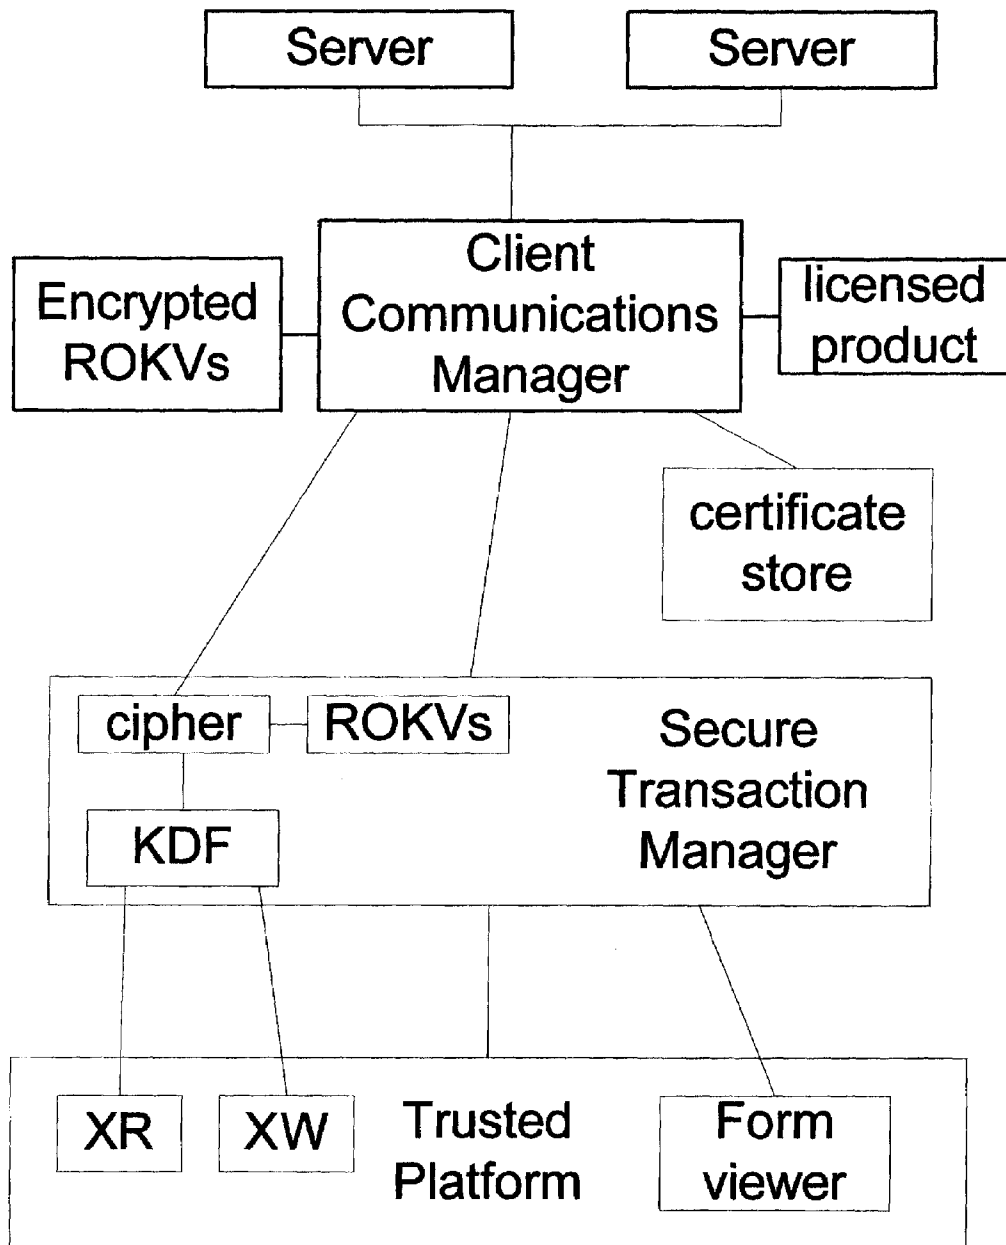 Server
Server
Client
Communications
Manager
Encrypted
ROKVs
licensed
product
certificate
store
cipher
ROKVs
Secure
Transaction
Manager
KDF
XR
XW
Trusted
Platform
Form
viewer